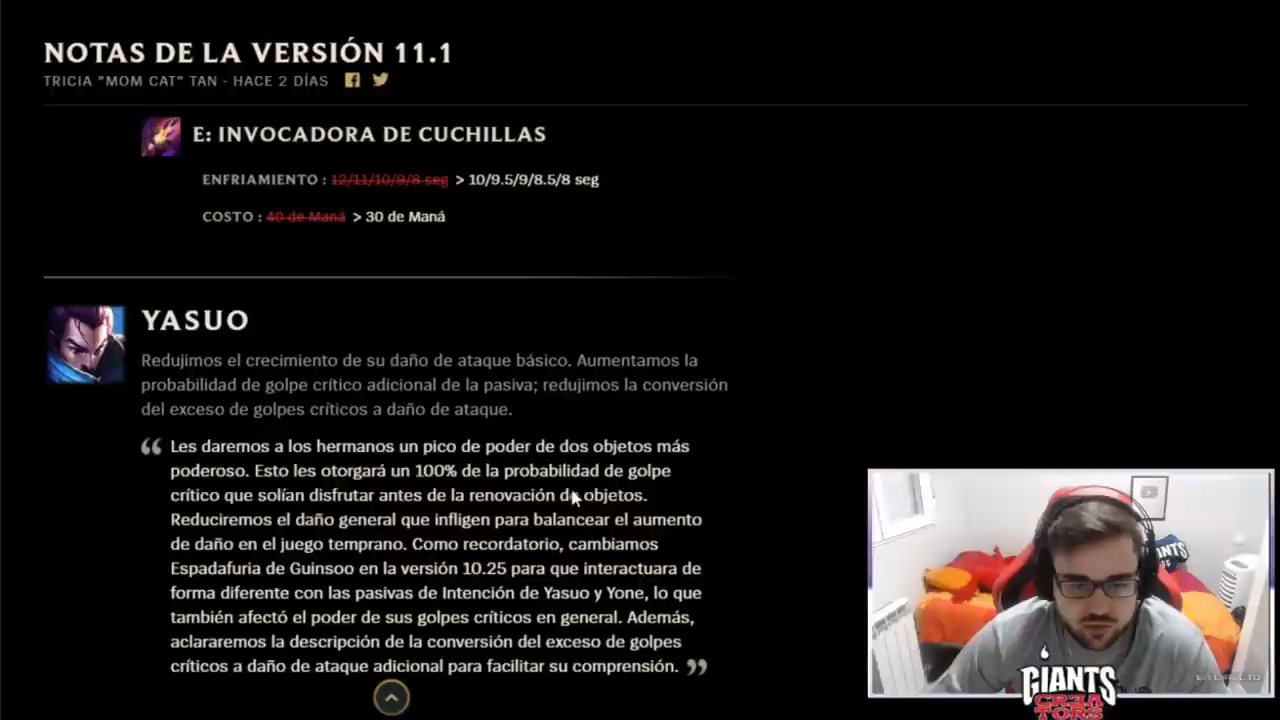 NOTAS DE LA VERSIÓN 11.1
TRICIA "MOM CAT" TAN - HACE 2 DÍAS
E: INVOCADORA DE CUCHILLAS
ENFRIAMIENTO : 12/11/10/9/8 seg > 10/9.5/9/8.5/8 seg
COSTO : 40 de Maná > 30 de Maná
YASUO
Redujimos el crecimiento de su daño de ataque básico. Aumentamos la
probabilidad de golpe crítico adicional de la pasiva; redujimos la conversión
del exceso de golpes críticos a daño de ataque.
“ Les daremos a los hermanos un pico de poder de dos objetos más
poderoso. Esto les otorgará un 100% de la probabilidad de golpe
crítico que solían disfrutar antes de la renovación de objetos.
Reduciremos el daño general que infligen para balancear el aumento
de daño en el juego temprano. Como recordatorio, cambiamos
Espadafuria de Guinsoo en la versión 10.25 para que interactuara de
forma diferente con las pasivas de Intención de Yasuo y Yone, lo que
también afectó el poder de sus golpes críticos en general. Además,
aclararemos la descripción de la conversión del exceso de golpes
críticos a daño de ataque adicional para facilitar su comprensión. ”
ANTS
EN DIRECTO
GIANTS
CR3A
TORS